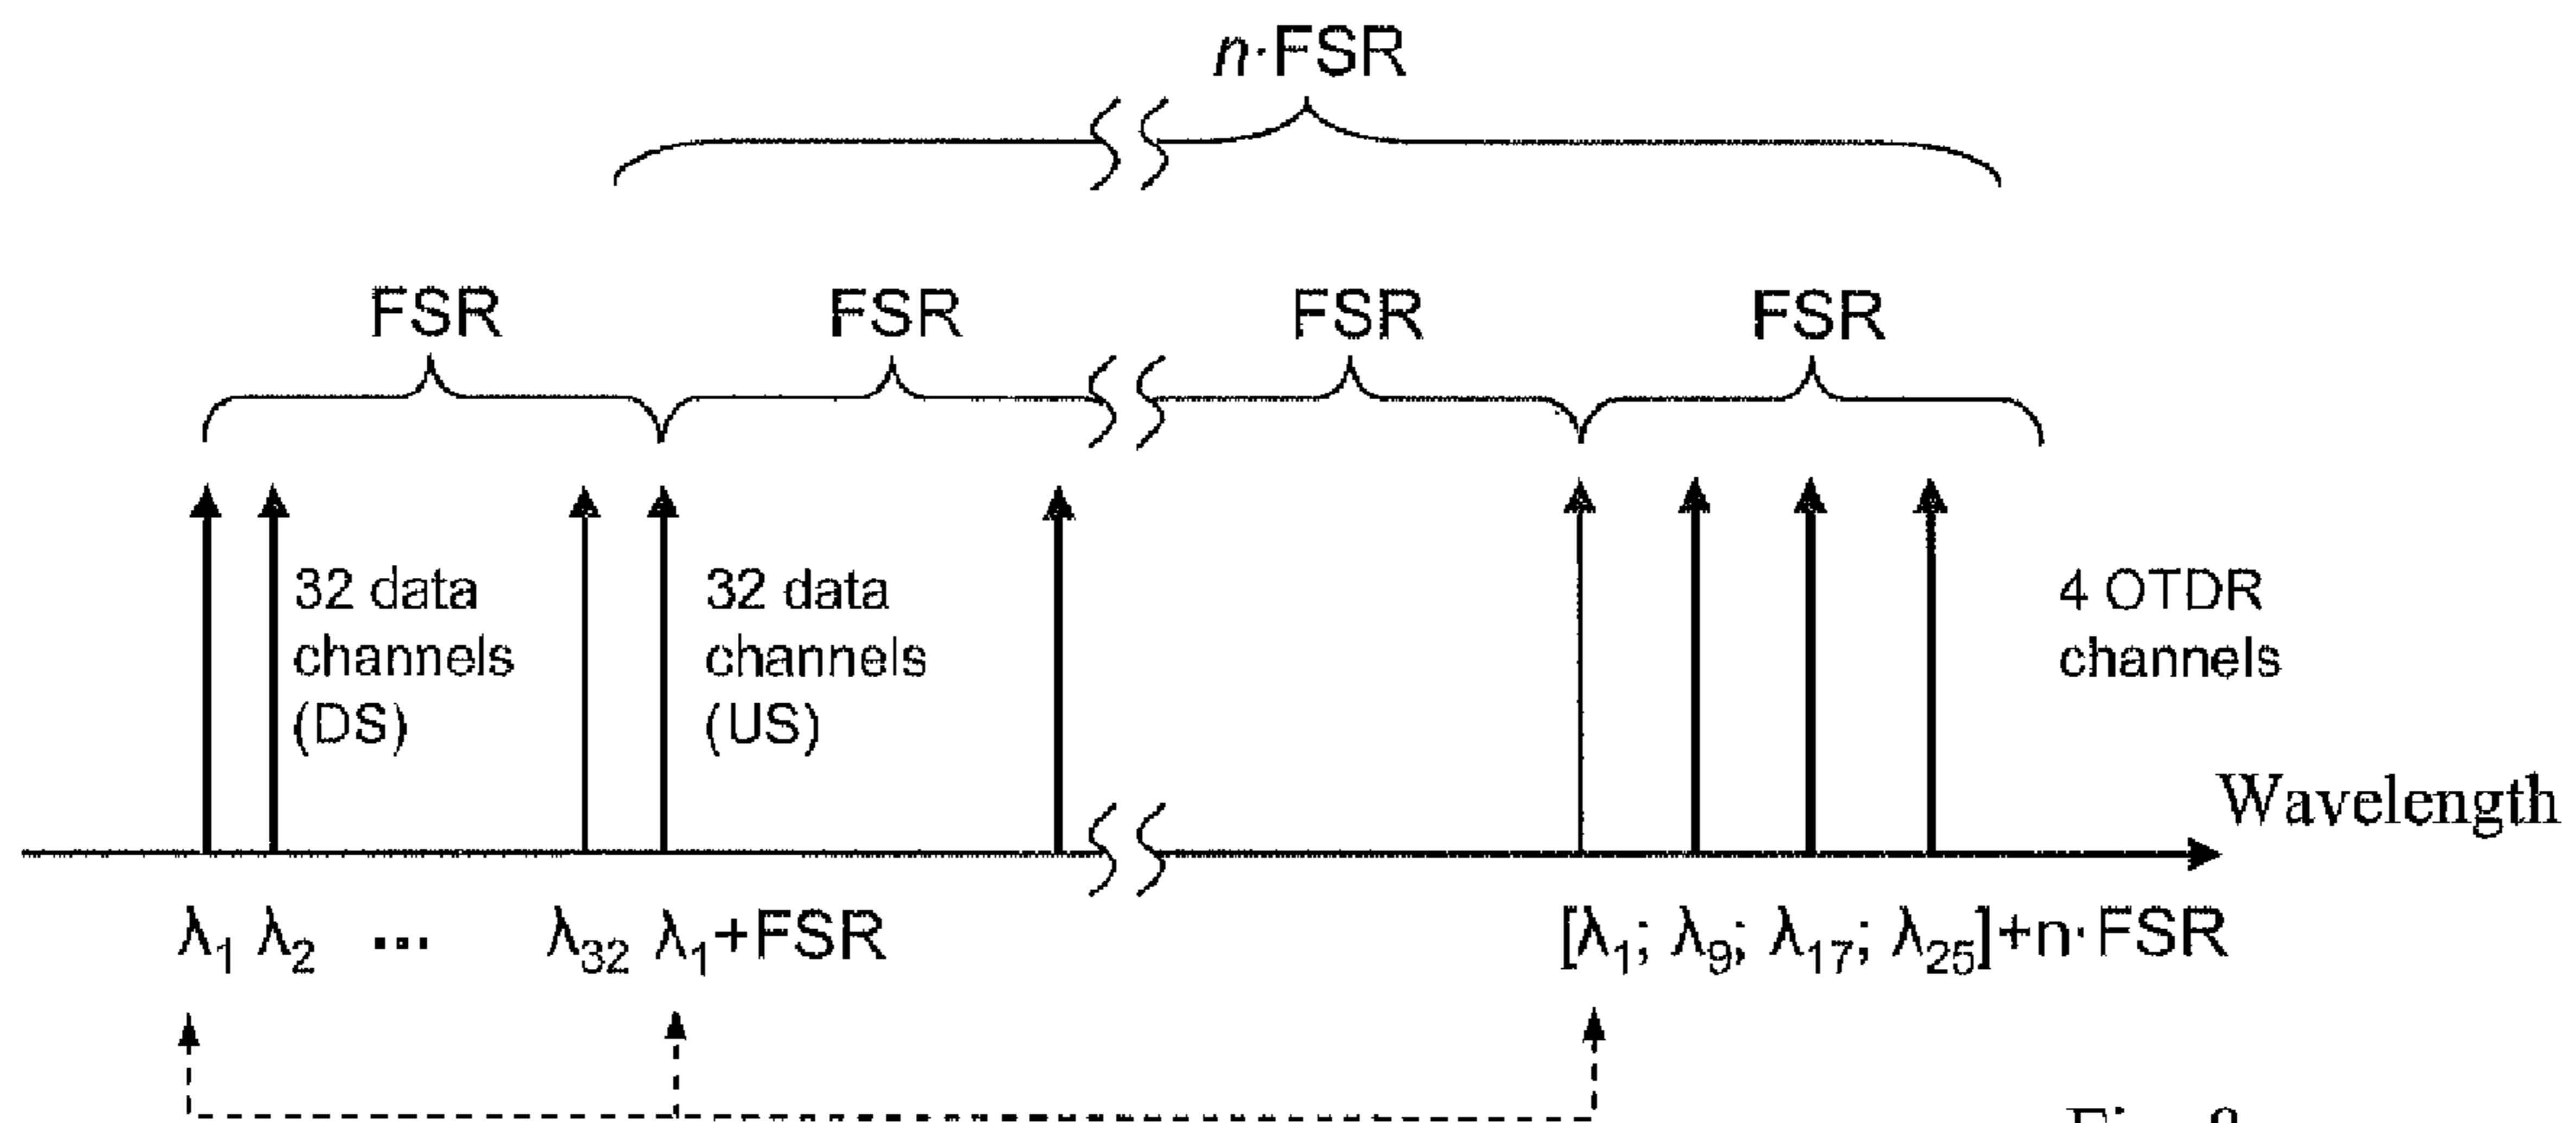 n·FSR
FSR FSR FSR FSR
32 data
channels
(DS)
32 data
channels
(US)
4 OTDR
channels
Wavelength
λ1 λ2 ... λ32 λ1+FSR [λ1; λ9; λ17; λ25]+n·FSR